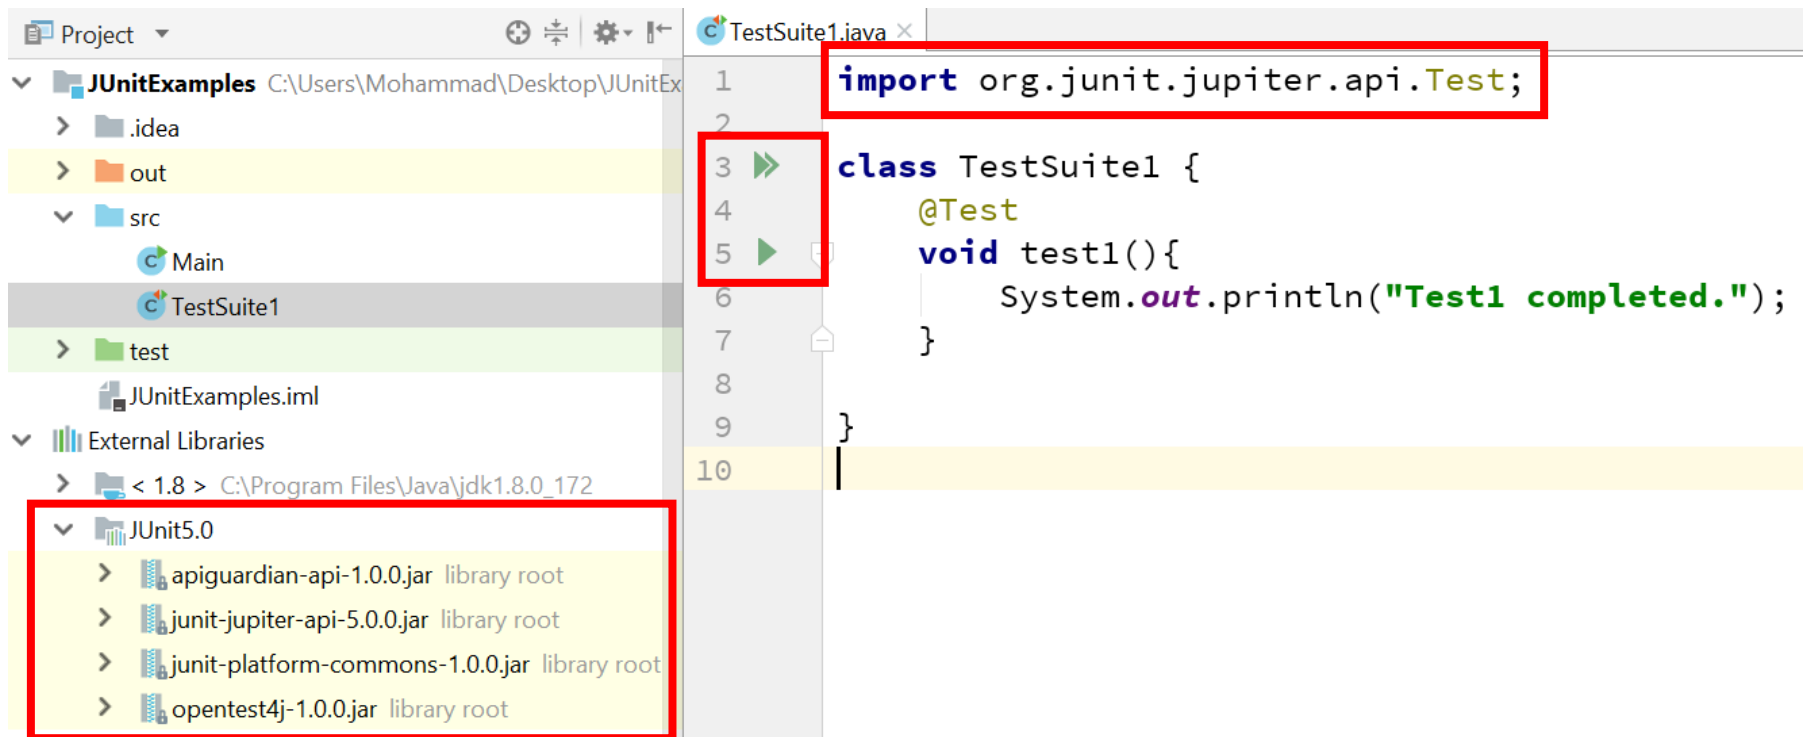 Project
JUnitExamples C:\Users\Mohammad\Desktop\JUnitEx
.idea
out
src
Main
TestSuite1
test
JUnitExamples.iml
External Libraries
< 1.8 > C:\Program Files\Java\jdk1.8.0_172
JUnit5.0
apiguardian-api-1.0.0.jar library root
junit-jupiter-api-5.0.0.jar library root
junit-platform-commons-1.0.0.jar library root
opentest4j-1.0.0.jar library root
TestSuite1.java
1 import org.junit.jupiter.api.Test;
2
3 class TestSuite1 {
4 @Test
5 void test1(){
6 System.out.println("Test1 completed.");
7 }
8
9 }
10